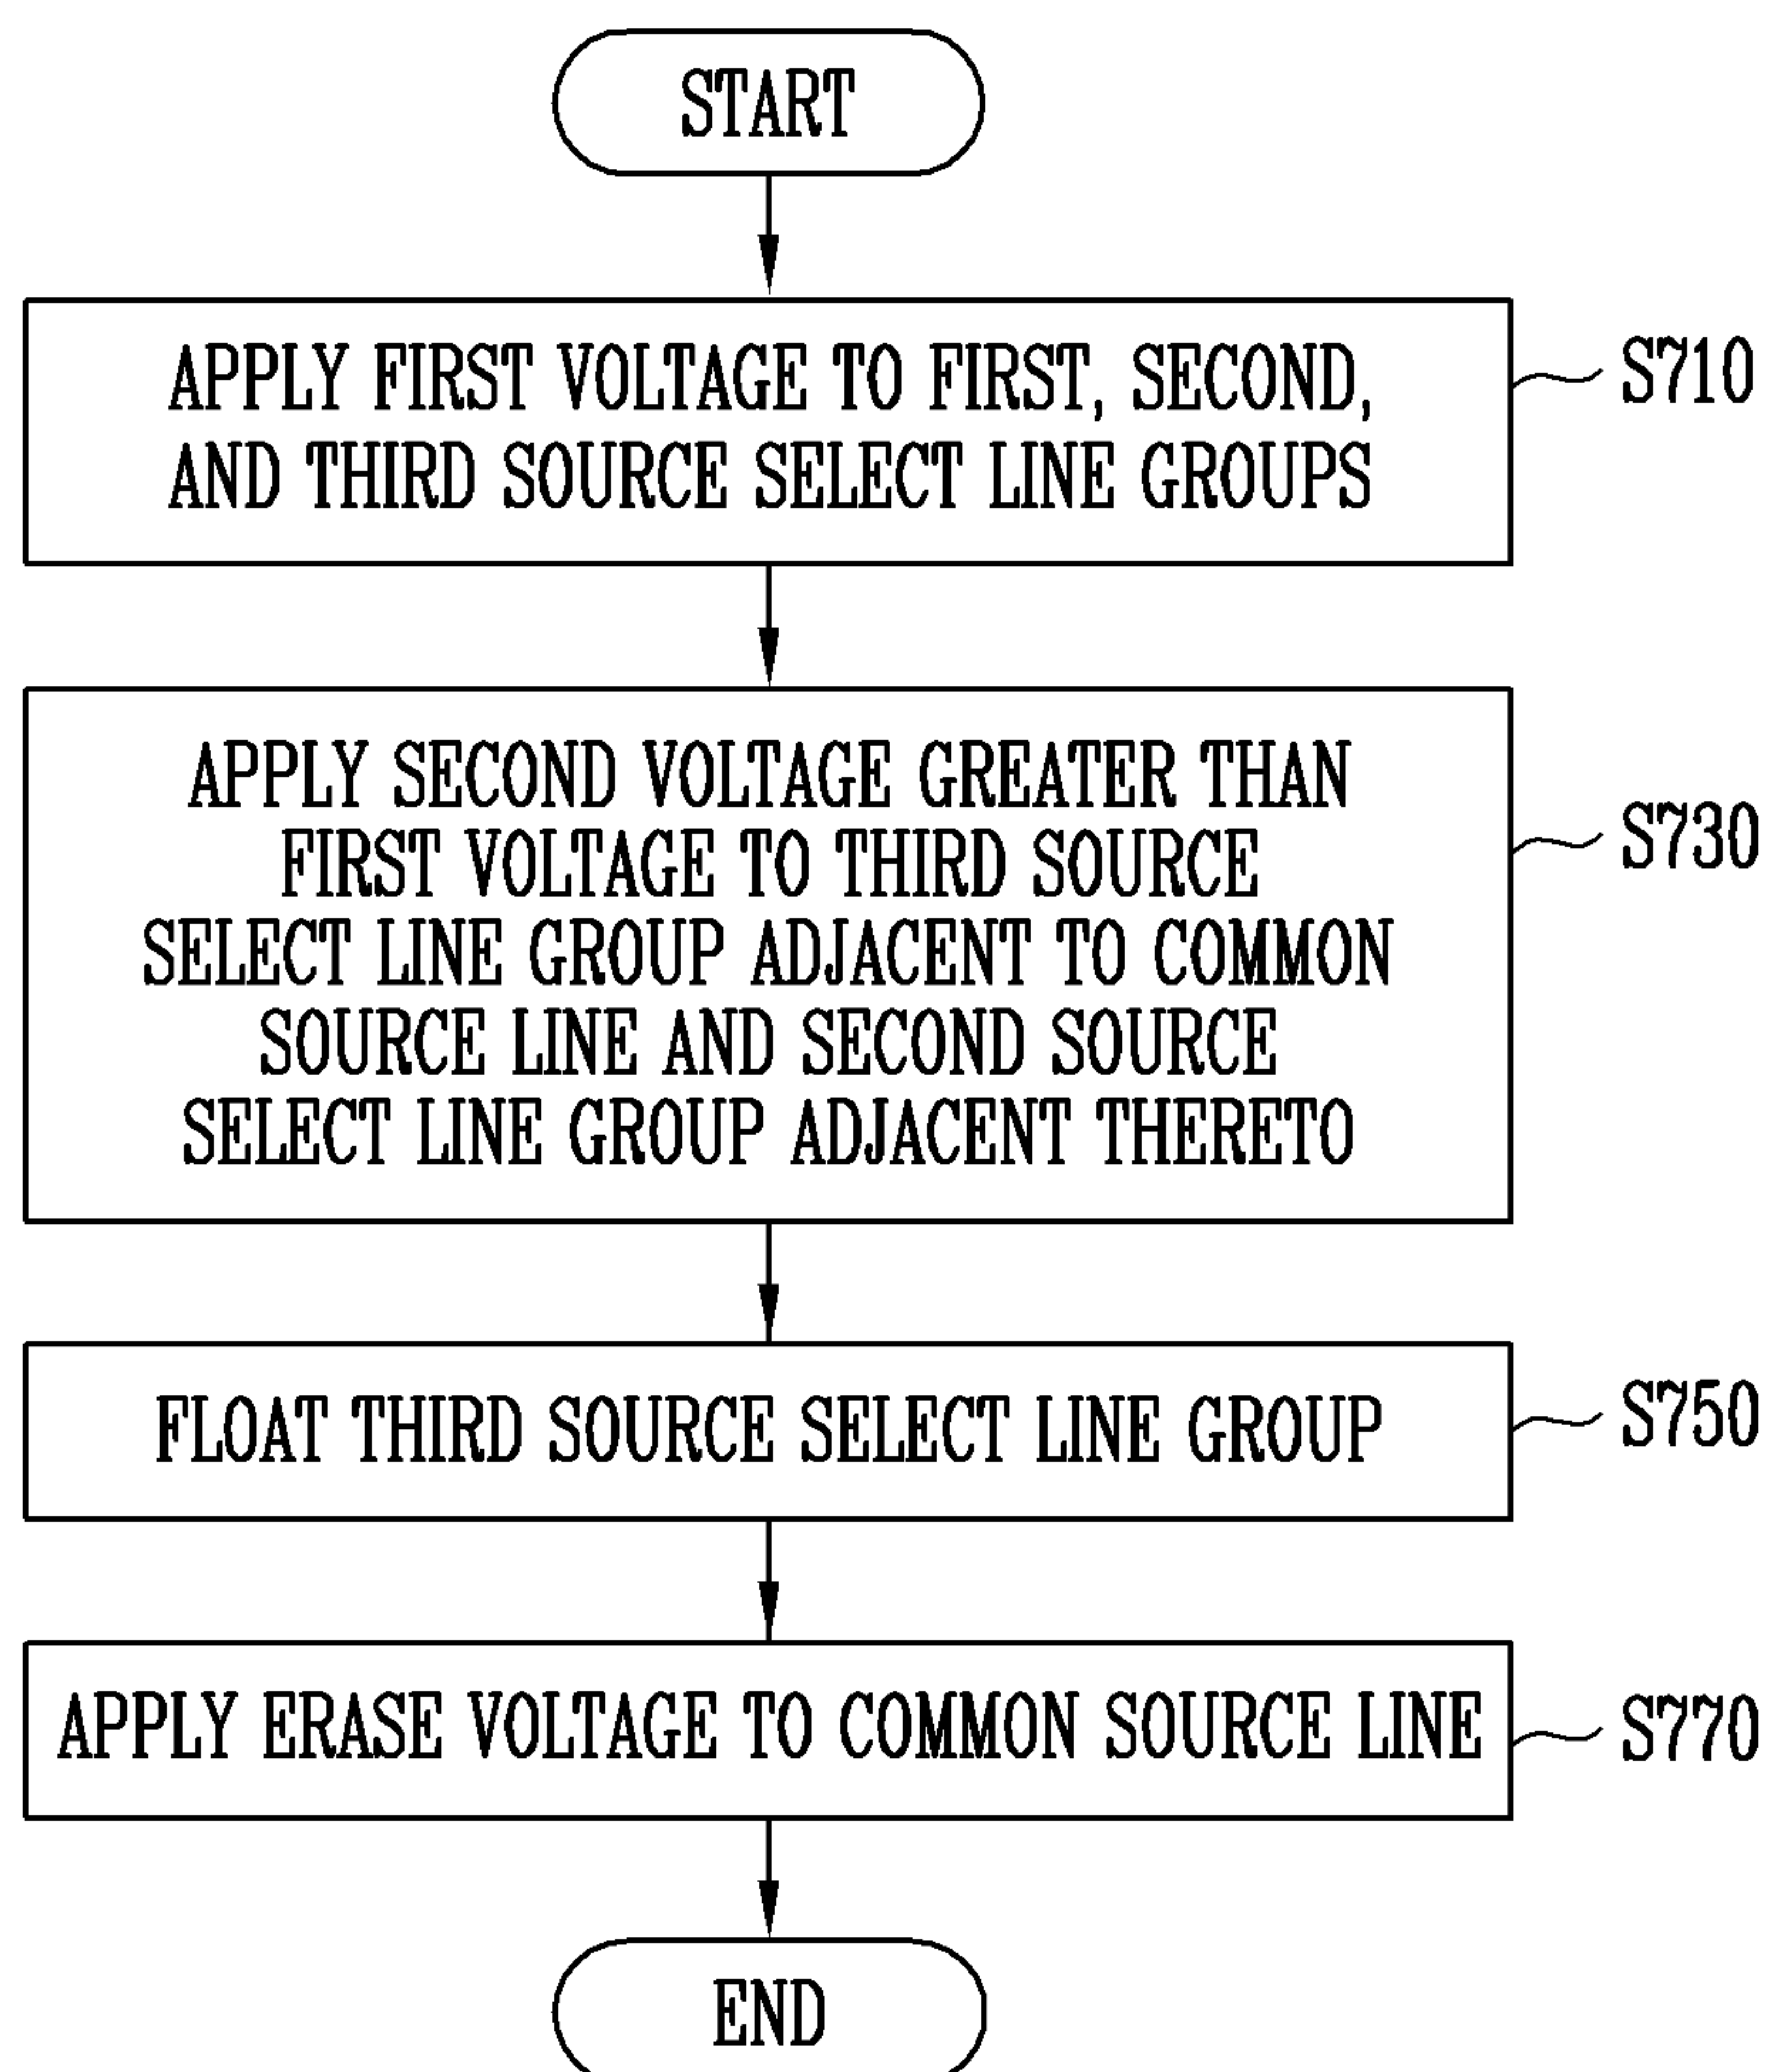 START
APPLY FIRST VOLTAGE TO FIRST, SECOND,
AND THIRD SOURCE SELECT LINE GROUPS
S710
APPLY SECOND VOLTAGE GREATER THAN
FIRST VOLTAGE TO THIRD SOURCE
SELECT LINE GROUP ADJACENT TO COMMON
SOURCE LINE AND SECOND SOURCE
SELECT LINE GROUP ADJACENT THERETO
S730
FLOAT THIRD SOURCE SELECT LINE GROUP
S750
APPLY ERASE VOLTAGE TO COMMON SOURCE LINE
S770
END